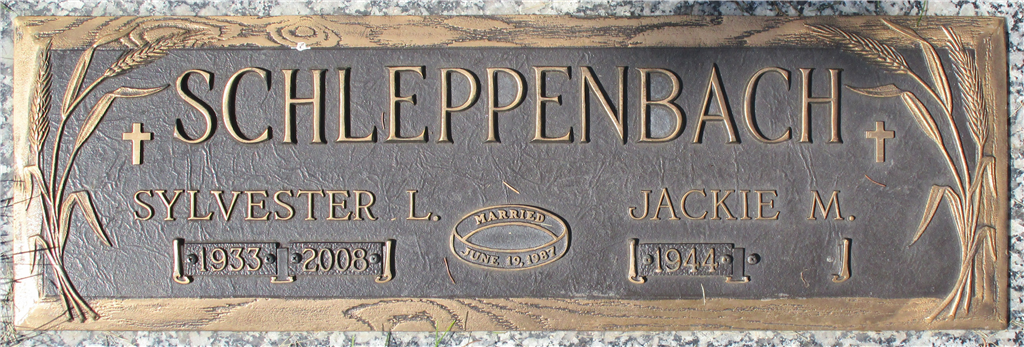 SCHLEPPENBACH
SYLVESTER L.
1933 - 2008
MARRIED
JUNE 19, 1987
JACKIE M.
1944 -